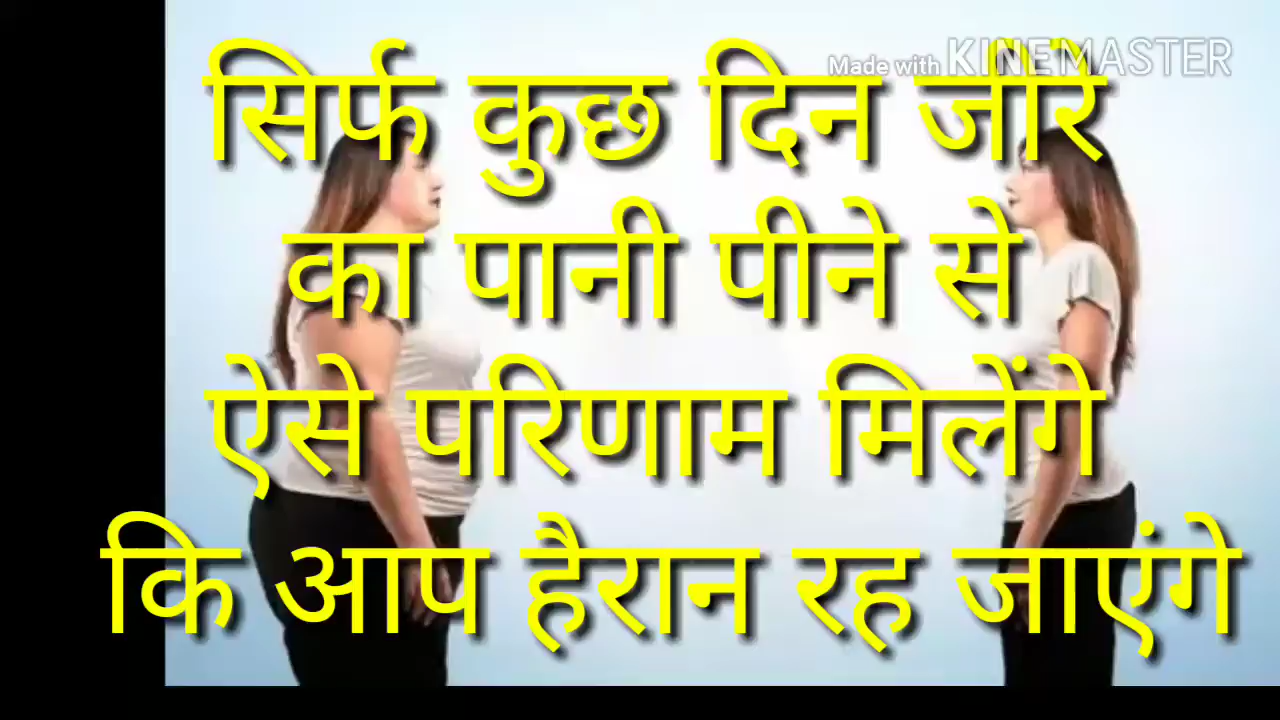 Made with KINEMASTER
सिर्फ कुछ दिन जीरे
का पानी पीने से
ऐसे परिणाम मिलेंगे
कि आप हैरान रह जाएंगे